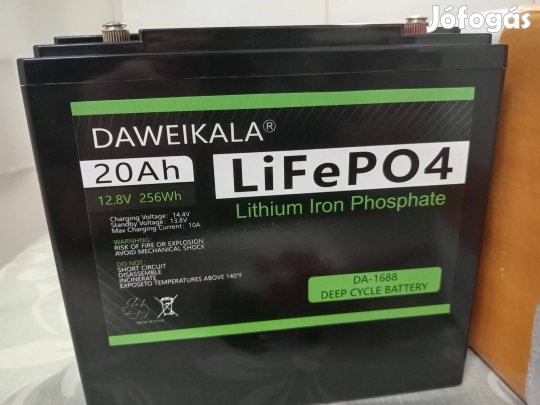 Jófogás
DAWEIKALA®
20Ah
12.8V 256Wh
LiFePO4
Lithium Iron Phosphate
Charging Voltage: 14.4V
Standby Voltage: 13.8V
Max Charging Current: 10A
WARNHNG:
RISK OF FIRE OR EXPLOSION
AVOID MECHANICAL SHOCK
DO NOT:
SHORT CIRCUIT
DISASSEMBLE
INCINERATE
EXPOSETO TEMPERATURES ABOVE 140°F
DA-1688
DEEP CYCLE BATTERY